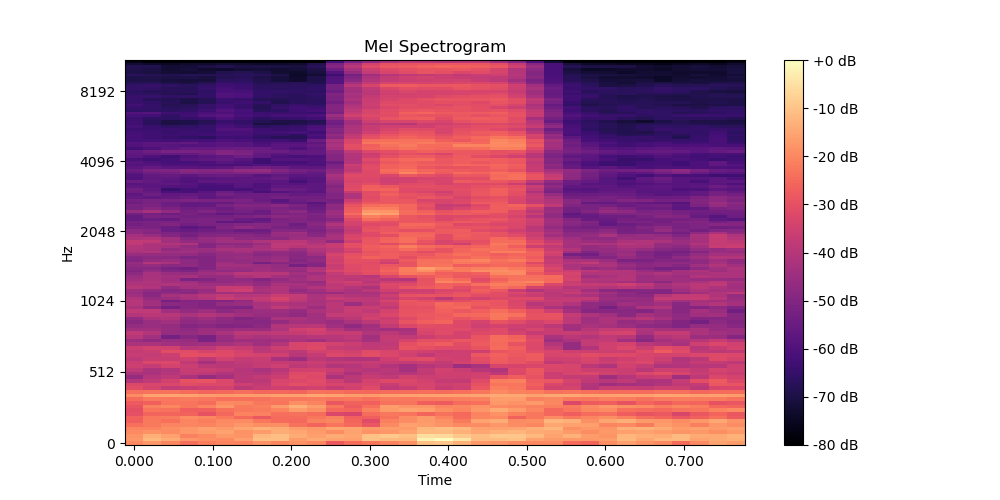 Mel Spectrogram
Hz
8192
4096
2048
1024
512
0
0.000 0.100 0.200 0.300 0.400 0.500 0.600 0.700
Time
+0 dB
-10 dB
-20 dB
-30 dB
-40 dB
-50 dB
-60 dB
-70 dB
-80 dB